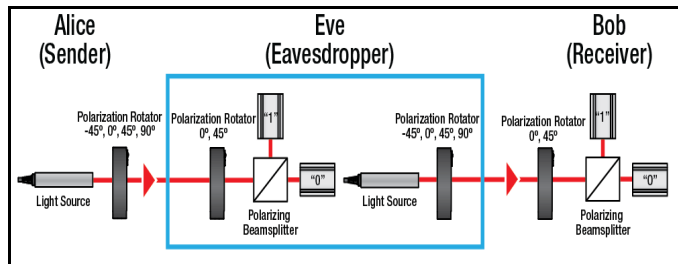 Alice
(Sender)
Eve
(Eavesdropper)
Bob
(Receiver)
Polarization Rotator
-45º, 0º, 45º, 90º
Polarization Rotator
0º, 45º
"1"
"0"
Polarization Rotator
-45º, 0º, 45º, 90º
Polarization Rotator
0º, 45º
"1"
"0"
Light Source
Polarizing
Beamsplitter
Light Source
Polarizing
Beamsplitter